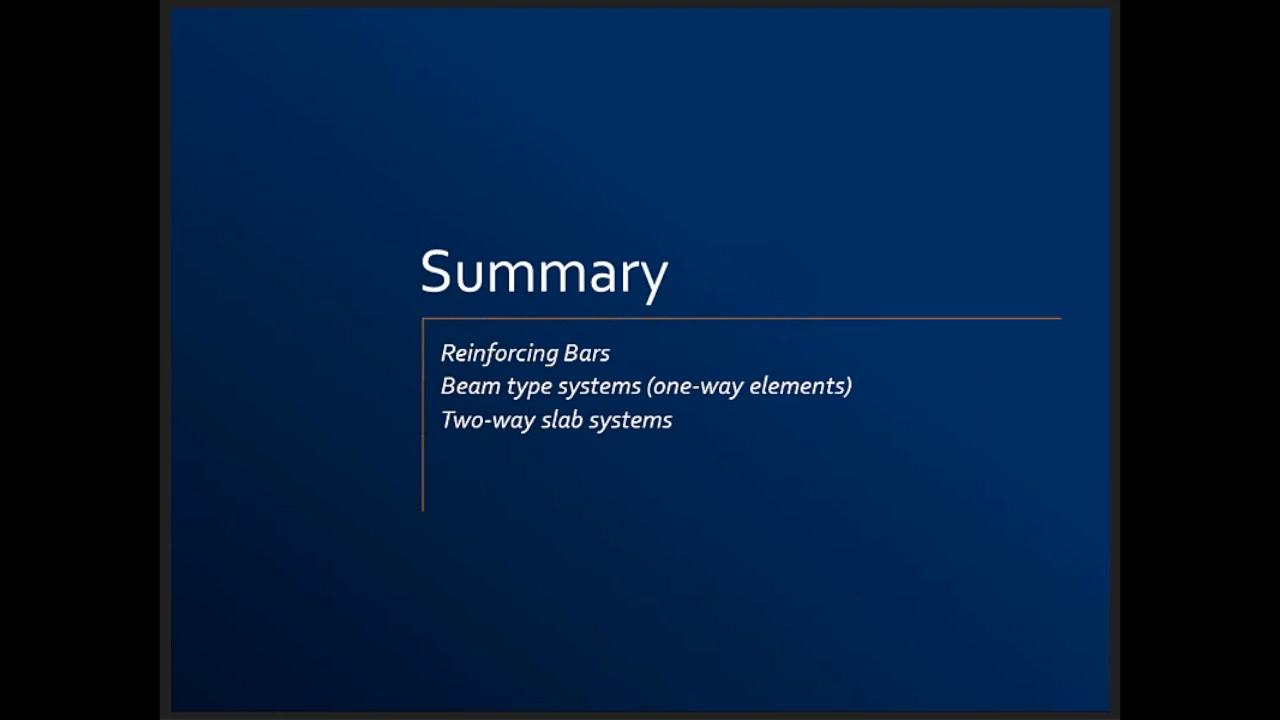 Summary
Reinforcing Bars
Beam type systems (one-way elements)
Two-way slab systems